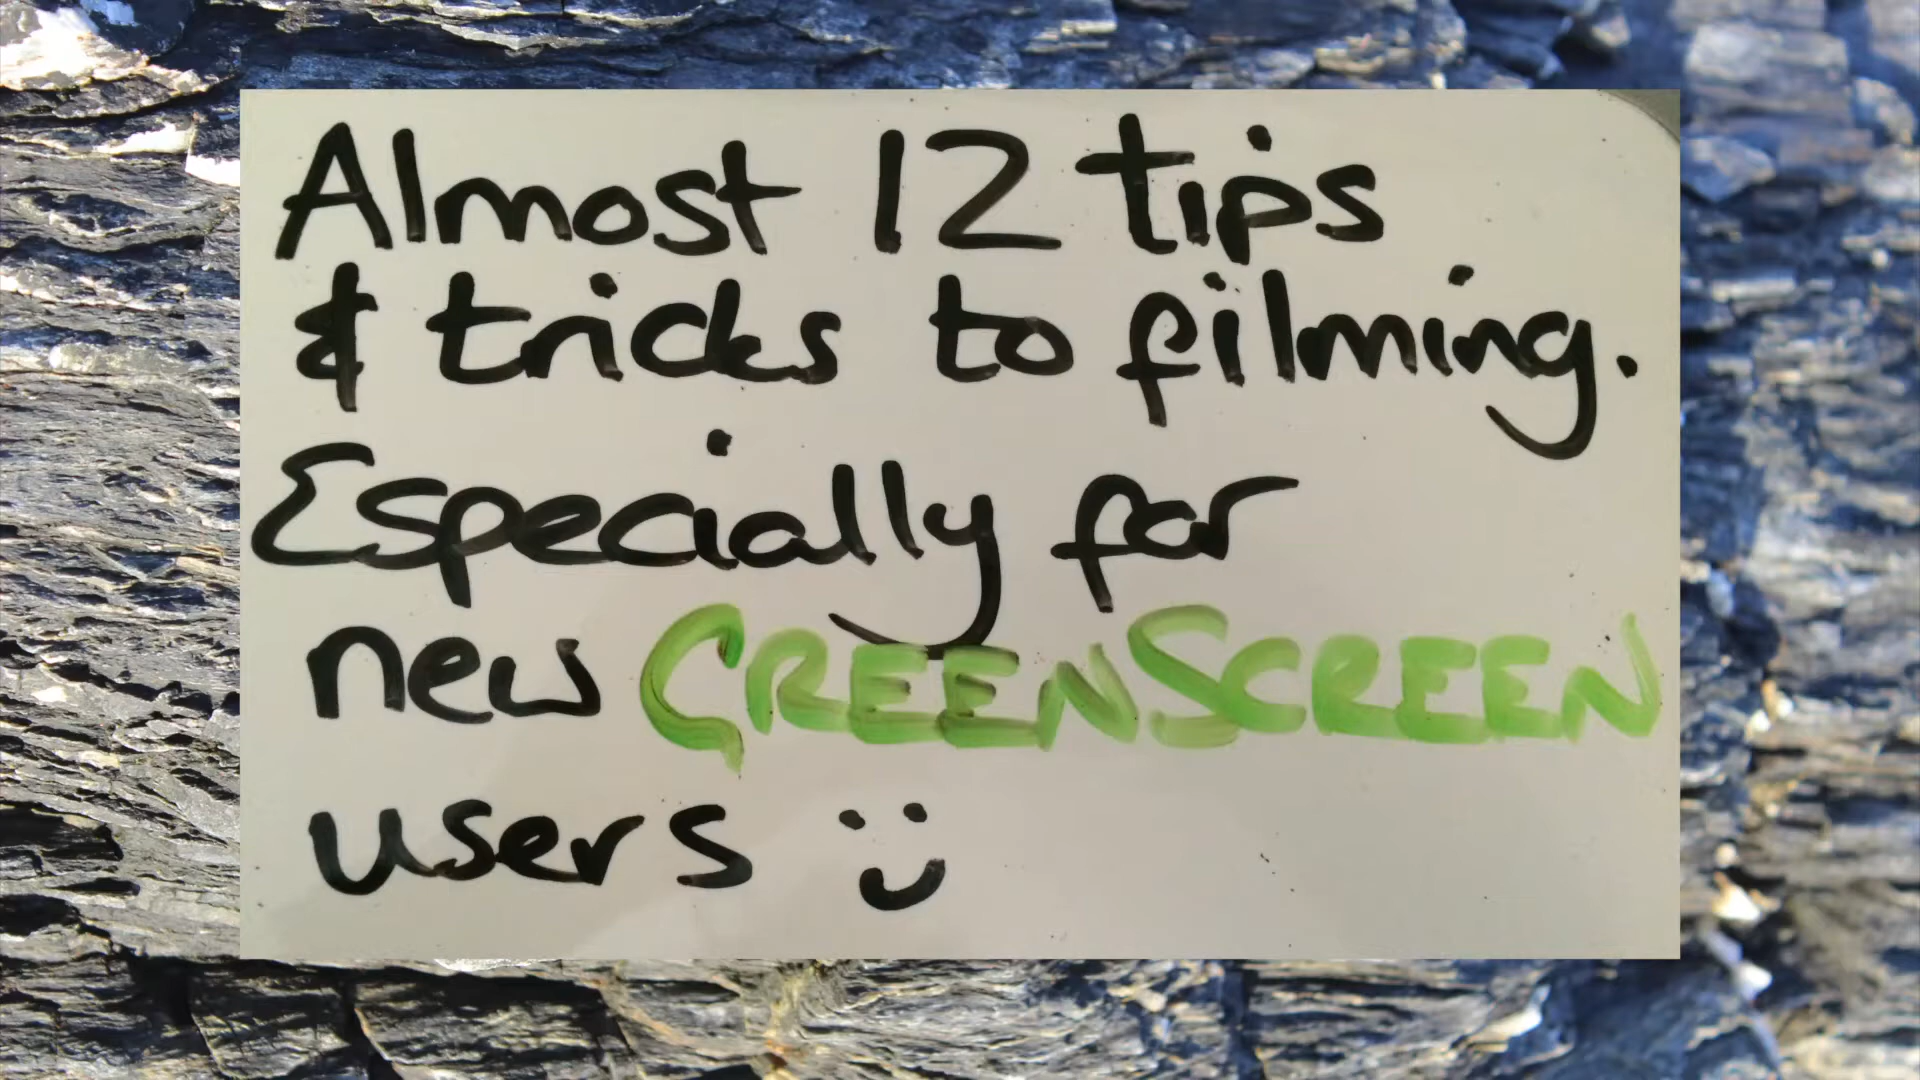 Almost 12 tips
& tricks to filming.
Especially for
new GREENSCREEN
users :)